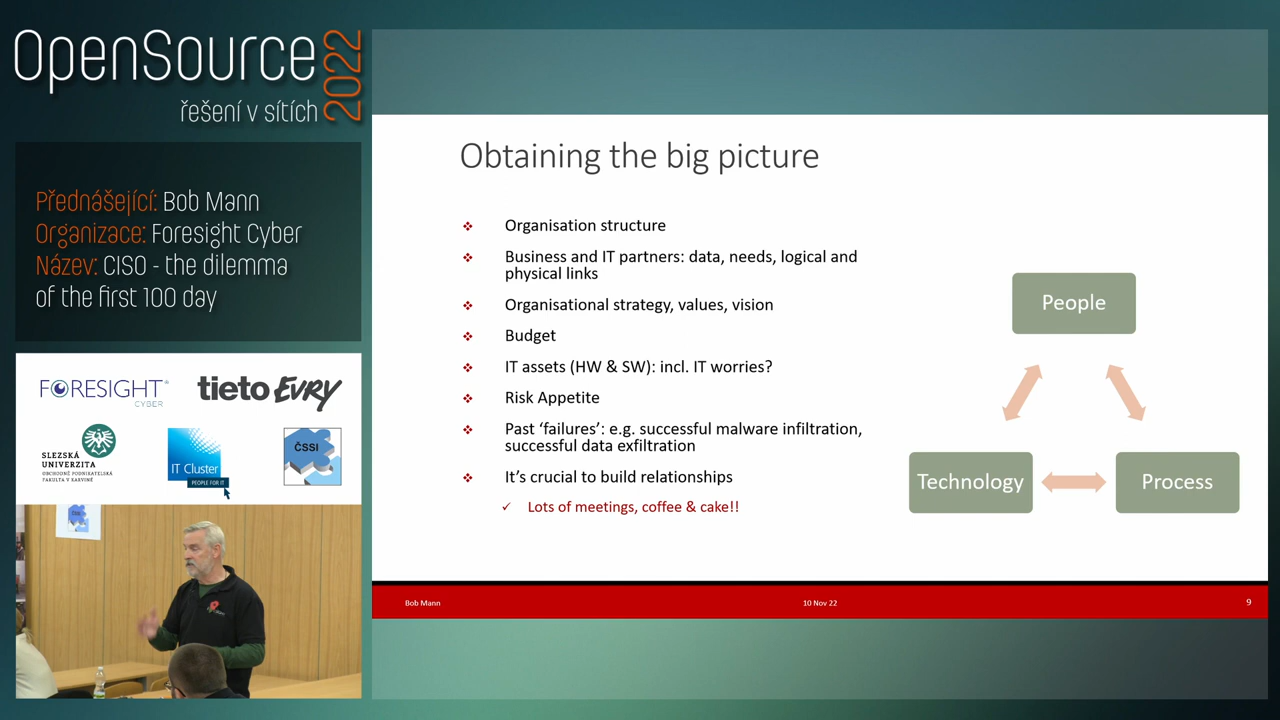 OpenSource
2022
řešení v sítích
Přednášející: Bob Mann
Organizace: Foresight Cyber
Název: CISO - the dilemma
of the first 100 day
FORESIGHT
CYBER
tieto EVRY
SLEZSKÁ
UNIVERZITA
OBCHODNĚ PODNIKATELSKÁ
FAKULTA V KARVINÉ
IT Cluster
PEOPLE FOR IT
ČSSI
Obtaining the big picture
Organisation structure
Business and IT partners: data, needs, logical and
physical links
Organisational strategy, values, vision
Budget
IT assets (HW & SW): incl. IT worries?
Risk Appetite
Past ‘failures’: e.g. successful malware infiltration,
successful data exfiltration
It’s crucial to build relationships
Lots of meetings, coffee & cake!!
People
Technology
Process
Bob Mann
10 Nov 22
9